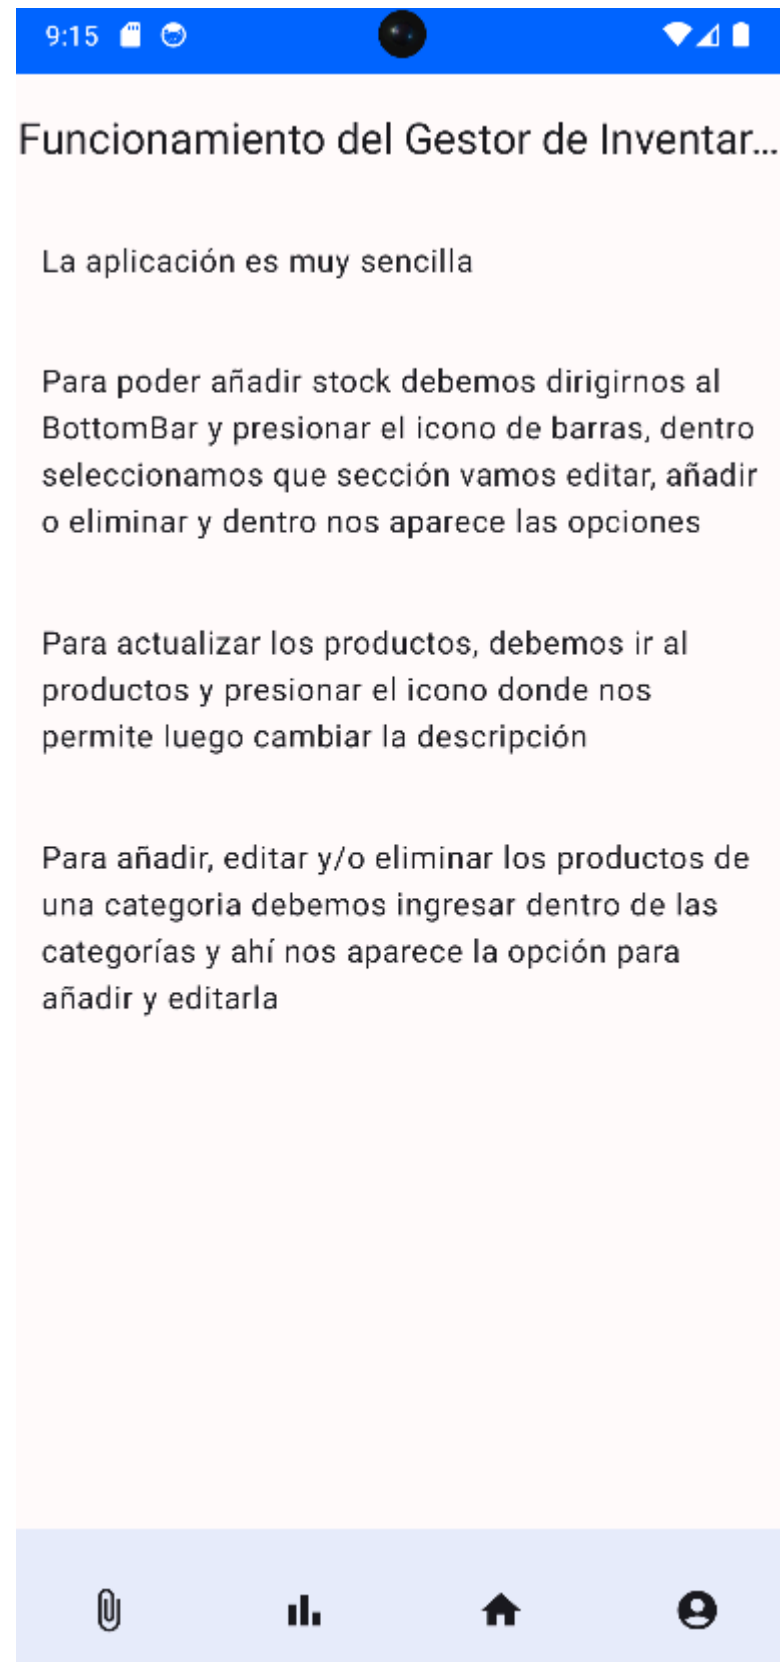 9:15
Funcionamiento del Gestor de Inventar...
La aplicación es muy sencilla
Para poder añadir stock debemos dirigirnos al
BottomBar y presionar el icono de barras, dentro
seleccionamos que sección vamos editar, añadir
o eliminar y dentro nos aparece las opciones
Para actualizar los productos, debemos ir al
productos y presionar el icono donde nos
permite luego cambiar la descripción
Para añadir, editar y/o eliminar los productos de
una categoria debemos ingresar dentro de las
categorías y ahí nos aparece la opción para
añadir y editarla